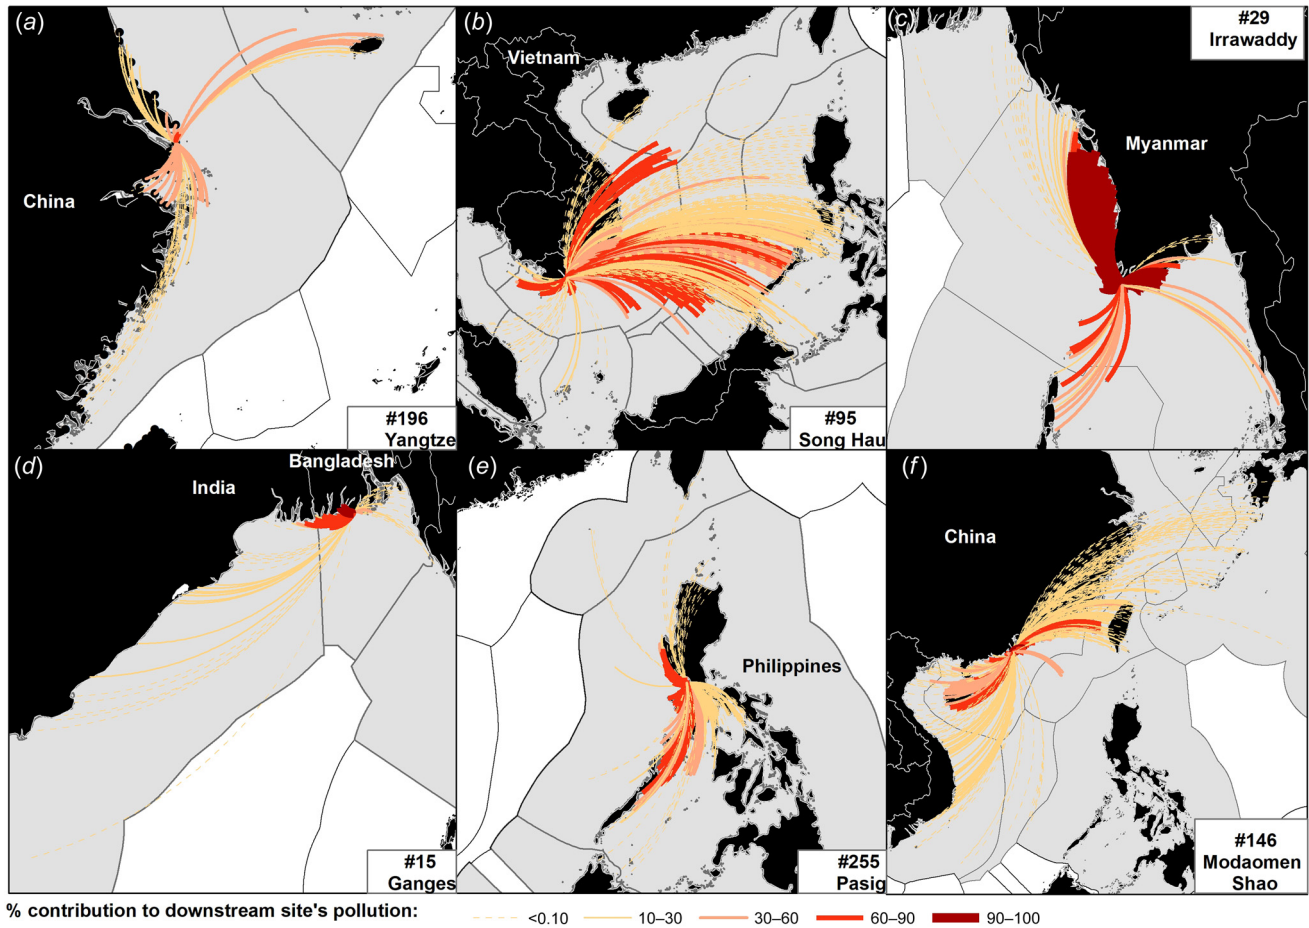 (a)
China
#196
Yangtze
(b)
Vietnam
#95
Song Hau
(c)
#29
Irrawaddy
Myanmar
(d)
Bangladesh
India
#15
Ganges
(e)
Philippines
#255
Pasig
(f)
China
#146
Modaomen
Shao
% contribution to downstream site's pollution: <0.10 10–30 30–60 60–90 90–100